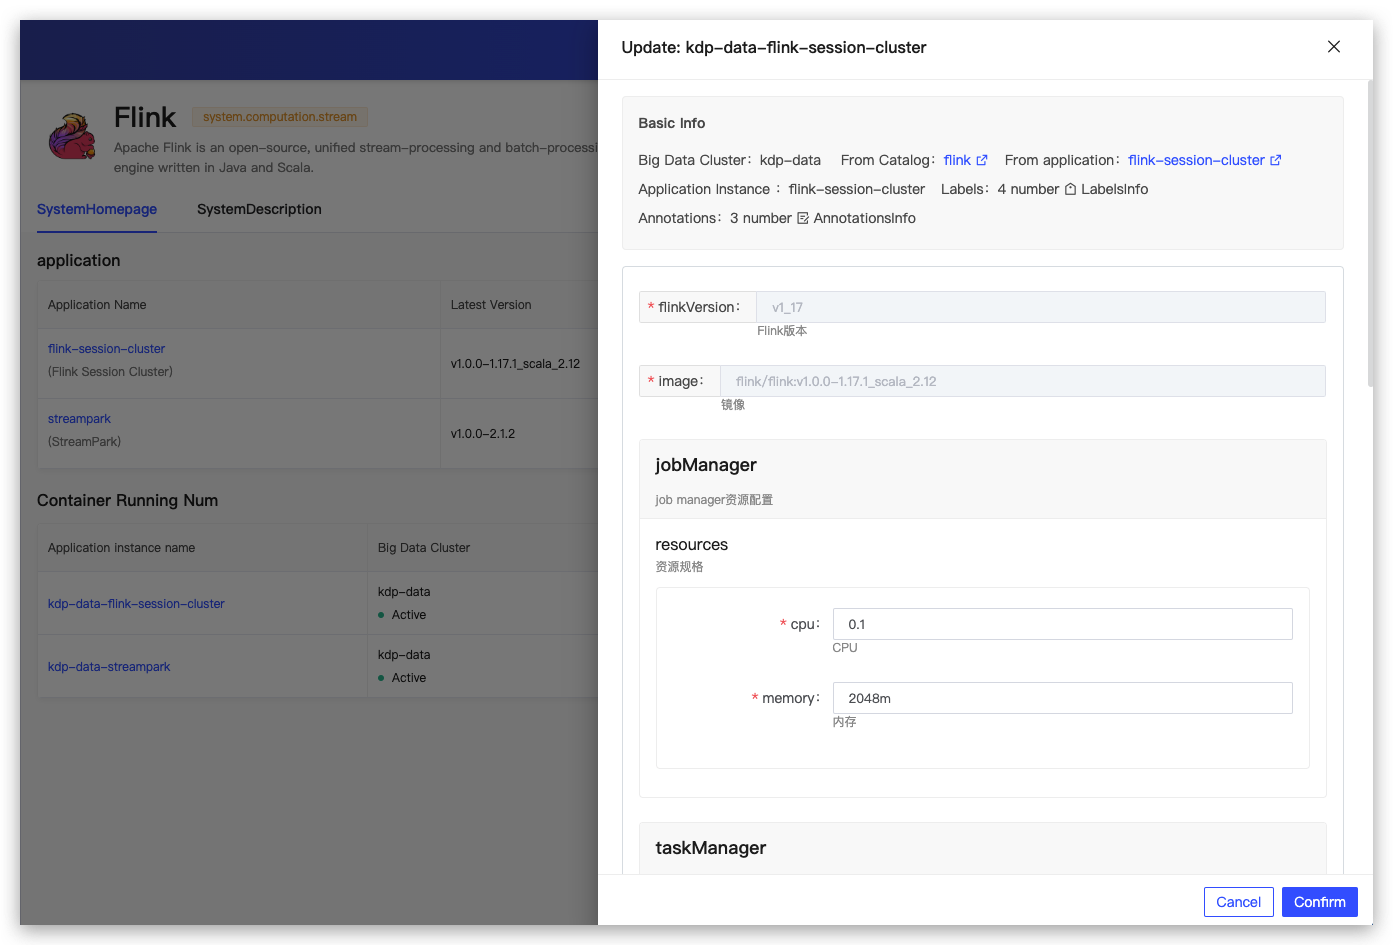 Flink system.computation.stream
Apache Flink is an open-source, unified stream-processing and batch-processi
engine written in Java and Scala.
SystemHomepage SystemDescription
application
Application Name Latest Version
flink-session-cluster
(Flink Session Cluster)
v1.0.0-1.17.1_scala_2.12
streampark
(StreamPark)
v1.0.0-2.1.2
Container Running Num
Application instance name Big Data Cluster
kdp-data-flink-session-cluster
kdp-data
Active
kdp-data-streampark
kdp-data
Active
Update: kdp-data-flink-session-cluster
Basic Info
Big Data Cluster: kdp-data From Catalog: flink From application: flink-session-cluster
Application Instance : flink-session-cluster Labels: 4 number LabelsInfo
Annotations: 3 number AnnotationsInfo
* flinkVersion: v1_17
Flink版本
* image: flink/flink:v1.0.0-1.17.1_scala_2.12
镜像
jobManager
job manager资源配置
resources
资源规格
* cpu: 0.1
CPU
* memory: 2048m
内存
taskManager
Cancel Confirm